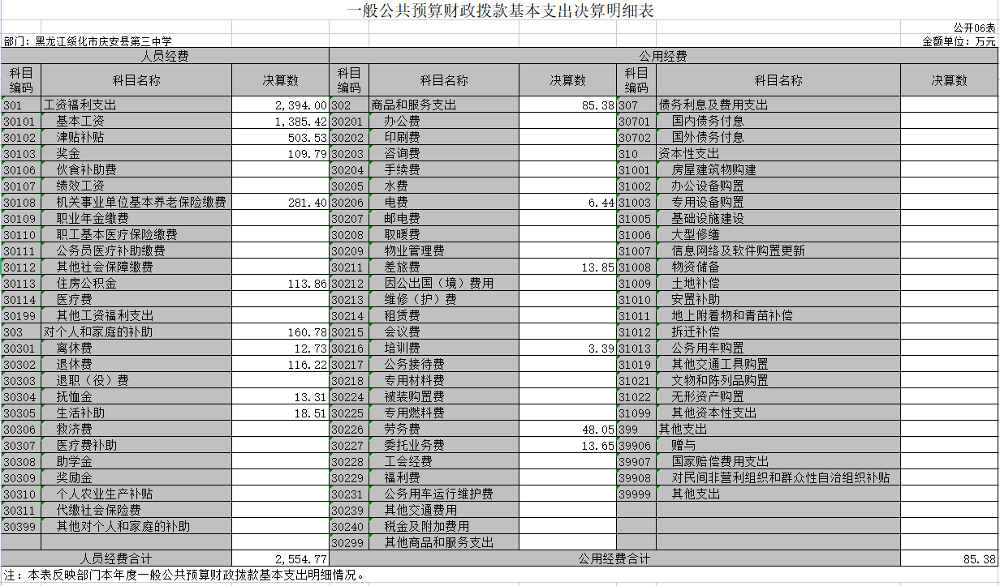 一般公共预算财政拨款基本支出决算明细表
公开06表
部门：黑龙江绥化市庆安县第三中学 金额单位：万元
人员经费 公用经费
科目编码 科目名称 决算数 科目编码 科目名称 决算数 科目编码 科目名称 决算数
301 工资福利支出 2,394.00 302 商品和服务支出 85.38 307 债务利息及费用支出
30101 基本工资 1,385.42 30201 办公费 30701 国内债务付息
30102 津贴补贴 503.53 30202 印刷费 30702 国外债务付息
30103 奖金 109.79 30203 咨询费 310 资本性支出
30106 伙食补助费 30204 手续费 31001 房屋建筑物购建
30107 绩效工资 30205 水费 31002 办公设备购置
30108 机关事业单位基本养老保险缴费 281.40 30206 电费 6.44 31003 专用设备购置
30109 职业年金缴费 30207 邮电费 31005 基础设施建设
30110 职工基本医疗保险缴费 30208 取暖费 31006 大型修缮
30111 公务员医疗补助缴费 30209 物业管理费 31007 信息网络及软件购置更新
30112 其他社会保障缴费 30211 差旅费 13.85 31008 物资储备
30113 住房公积金 113.86 30212 因公出国（境）费用 31009 土地补偿
30114 医疗费 30213 维修（护）费 31010 安置补助
30199 其他工资福利支出 30214 租赁费 31011 地上附着物和青苗补偿
303 对个人和家庭的补助 160.78 30215 会议费 31012 拆迁补偿
30301 离休费 12.73 30216 培训费 3.39 31013 公务用车购置
30302 退休费 116.22 30217 公务接待费 31019 其他交通工具购置
30303 退职（役）费 30218 专用材料费 31021 文物和陈列品购置
30304 抚恤金 13.31 30224 被装购置费 31022 无形资产购置
30305 生活补助 18.51 30225 专用燃料费 31099 其他资本性支出
30306 救济费 30226 劳务费 48.05 399 其他支出
30307 医疗费补助 30227 委托业务费 13.65 39906 赠与
30308 助学金 30228 工会经费 39907 国家赔偿费用支出
30309 奖励金 30229 福利费 39908 对民间非营利组织和群众性自治组织补贴
30310 个人农业生产补贴 30231 公务用车运行维护费 39999 其他支出
30311 代缴社会保险费 30239 其他交通费用
30399 其他对个人和家庭的补助 30240 税金及附加费用
30299 其他商品和服务支出
人员经费合计 2,554.77 公用经费合计 85.38
注：本表反映部门本年度一般公共预算财政拨款基本支出明细情况。